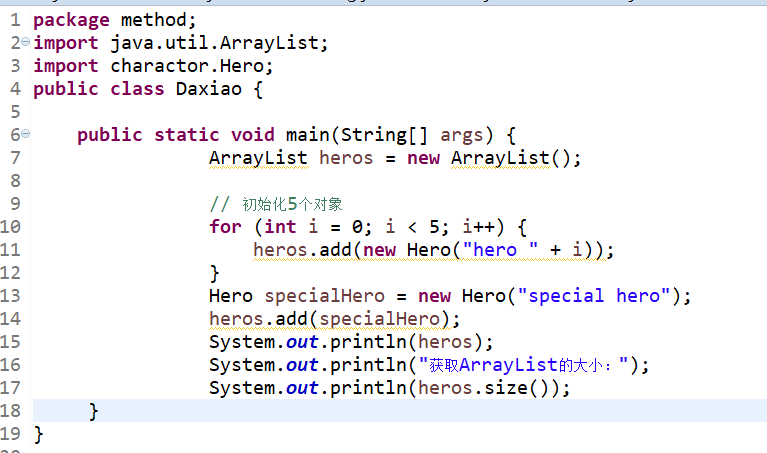 1 package method;
2 import java.util.ArrayList;
3 import charactor.Hero;
4 public class Daxiao {
5
6     public static void main(String[] args) {
7                 ArrayList heros = new ArrayList();
8
9                 // 初始化5个对象
10                 for (int i = 0; i < 5; i++) {
11                     heros.add(new Hero("hero " + i));
12                 }
13                 Hero specialHero = new Hero("special hero");
14                 heros.add(specialHero);
15                 System.out.println(heros);
16                 System.out.println("获取ArrayList的大小：");
17                 System.out.println(heros.size());
18     }
19 }